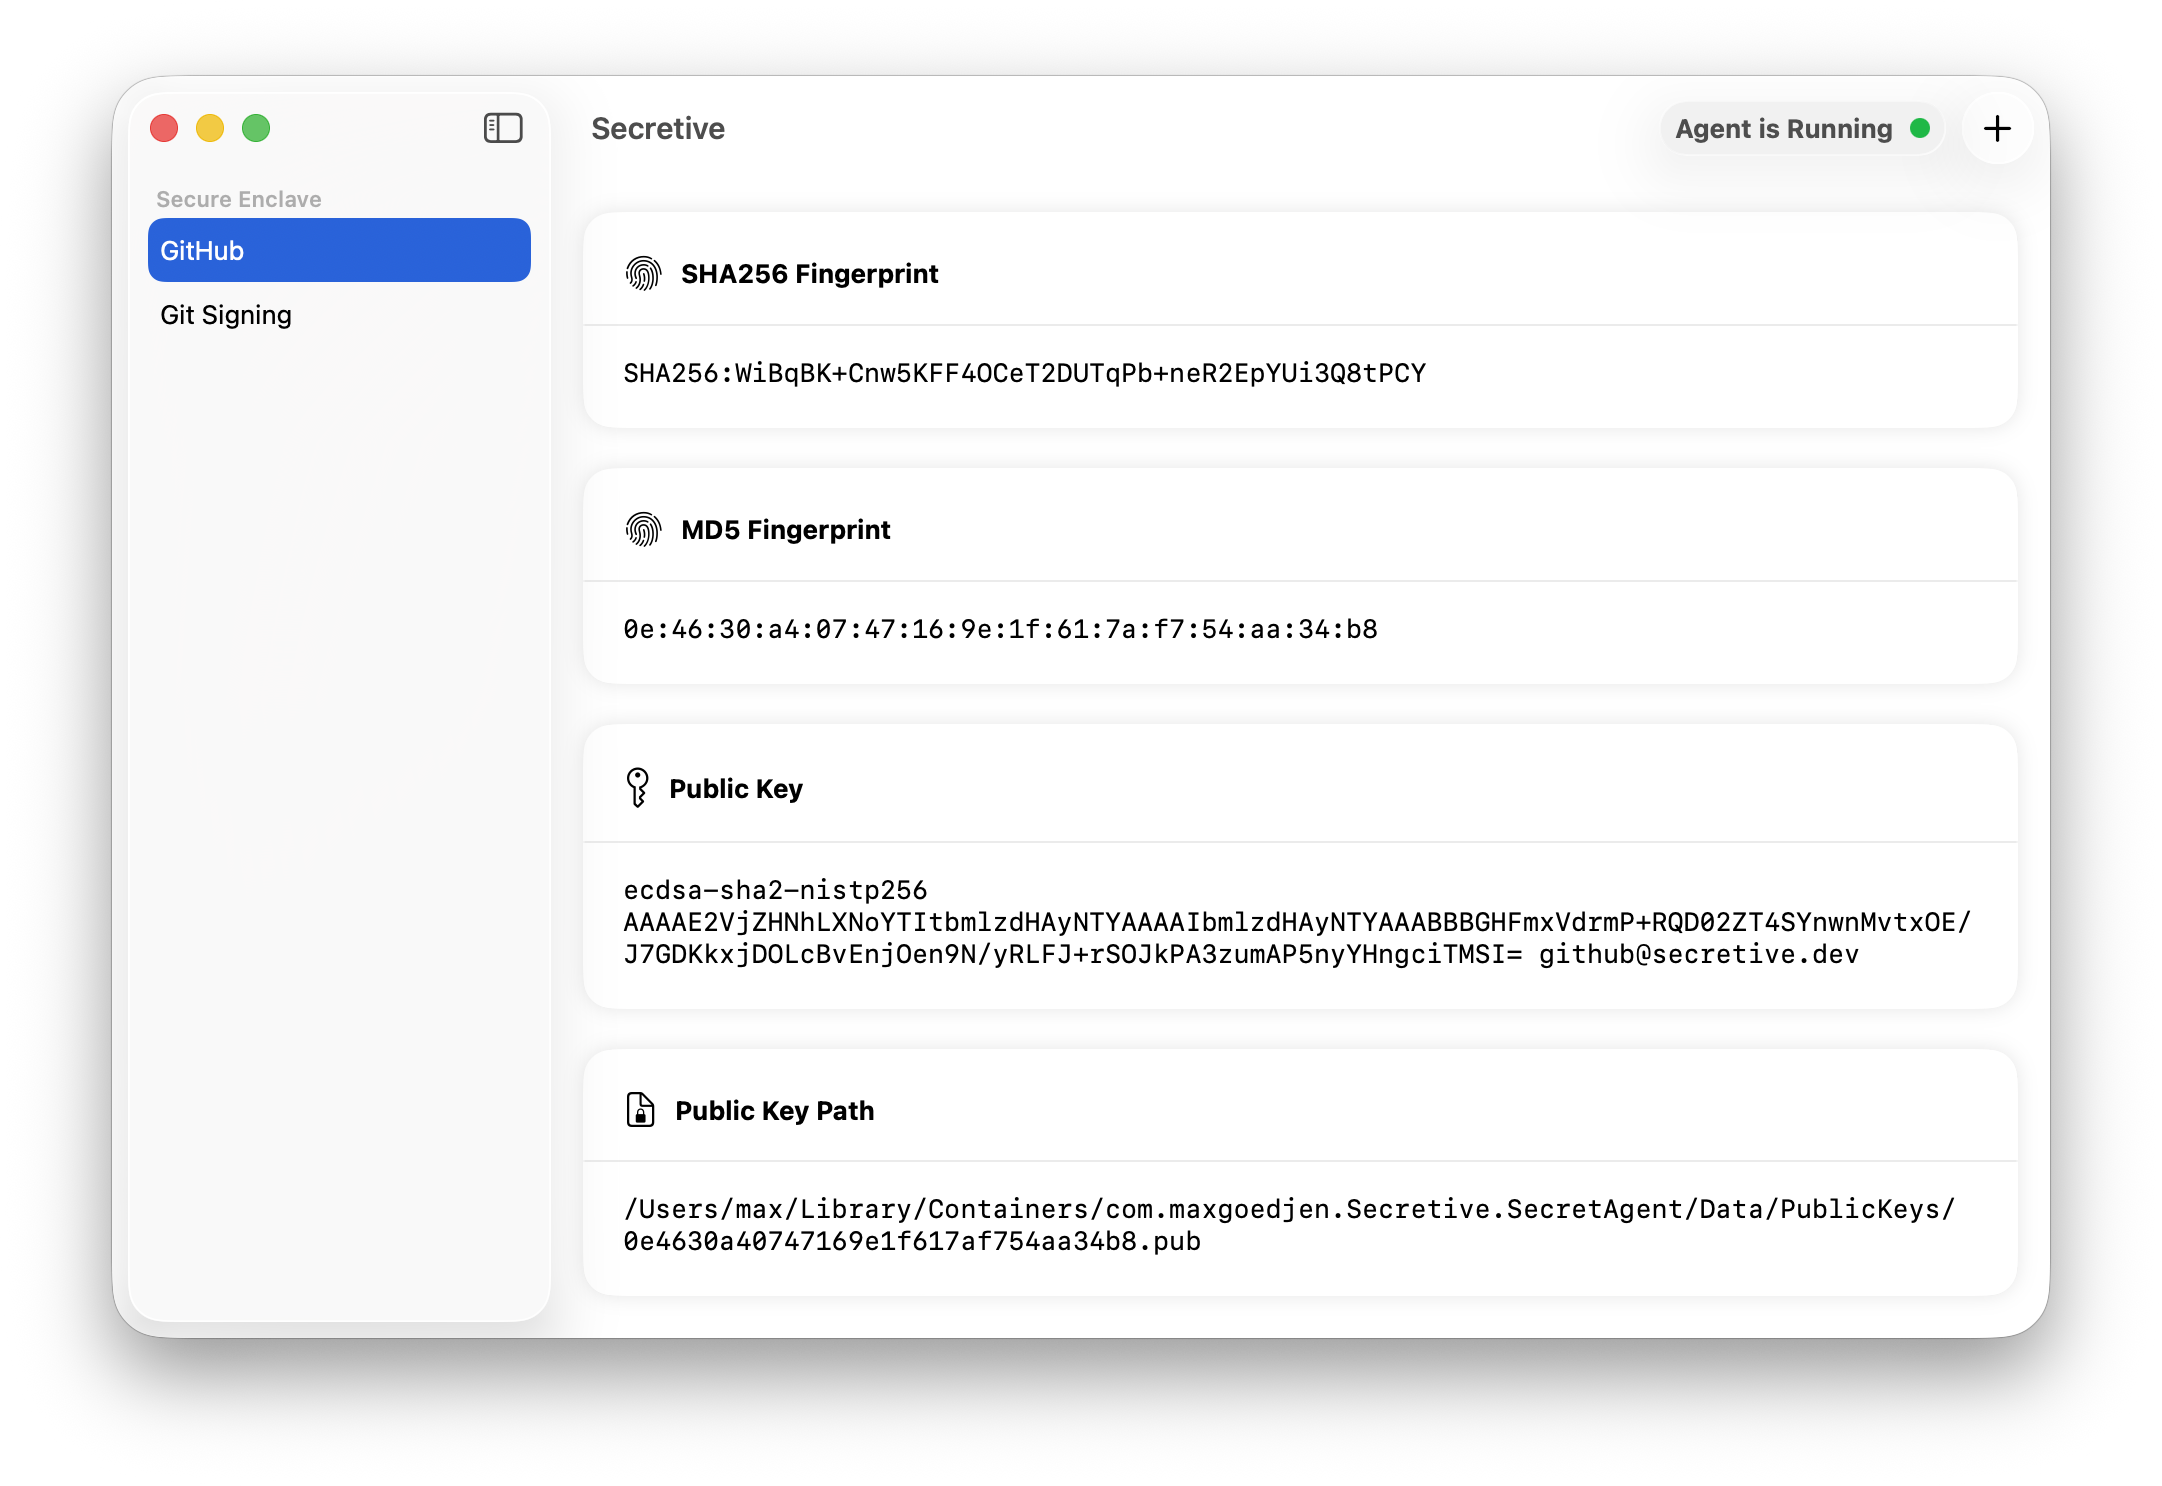 Secretive
Agent is Running
Secure Enclave
GitHub
Git Signing
SHA256 Fingerprint
SHA256:WiBqBK+Cnw5KFF4OCeT2DUTqPb+neR2EpYUi3Q8tPCY
MD5 Fingerprint
0e:46:30:a4:07:47:16:9e:1f:61:7a:f7:54:aa:34:b8
Public Key
ecdsa-sha2-nistp256
AAAAE2VjZHNhLXNoYTItbmlzdHAyNTYAAAAIbmlzdHAyNTYAAABBBGHFmxVdrmP+RQD02ZT4SYnwnMvtxOE/
J7GDKkxjDOLcBvEnjOen9N/yRLFJ+rSOJkPA3zumAP5nyYHngciTMSI= github@secretive.dev
Public Key Path
/Users/max/Library/Containers/com.maxgoedjen.Secretive.SecretAgent/Data/PublicKeys/
0e4630a40747169e1f617af754aa34b8.pub